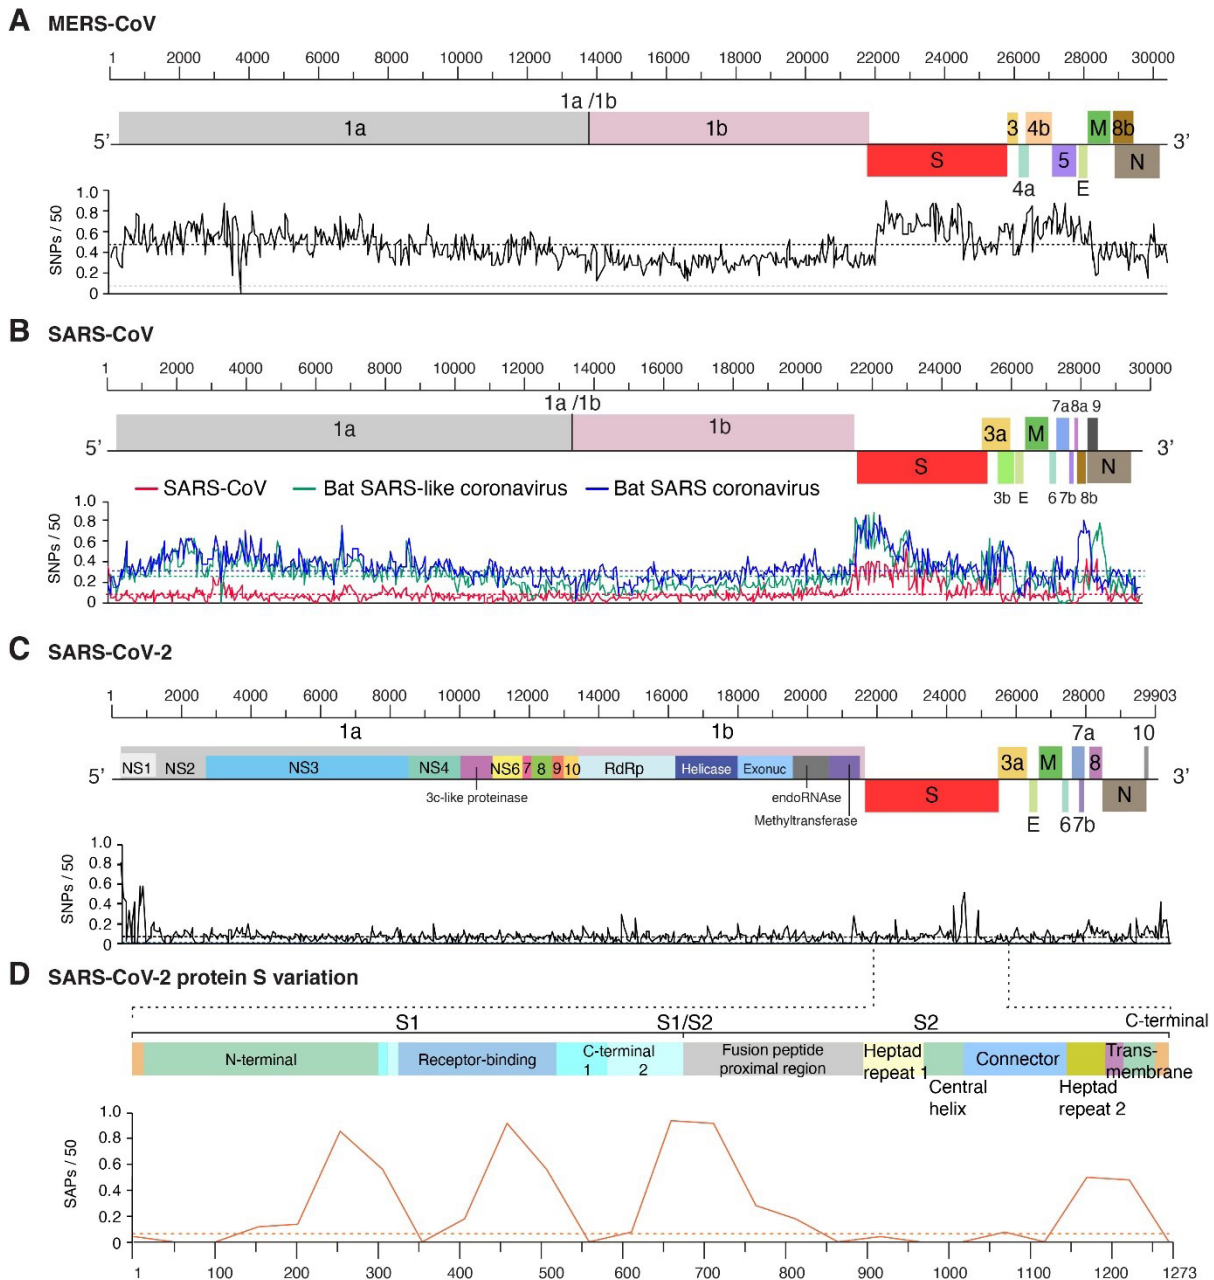 A MERS-CoV
1 2000 4000 6000 8000 10000 12000 14000 16000 18000 20000 22000 24000 26000 28000 30000
1a /1b
1a 1b 3 4b M 8b
5’ 3’
S 5 N
4a E
1.0
0.8
0.6
0.4
0.2
0
SNPs / 50
B SARS-CoV
1 2000 4000 6000 8000 10000 12000 14000 16000 18000 20000 22000 24000 26000 28000 30000
1a /1b 7a 8a 9
1a 1b 3a M
5’ 3’
S N
3b E 6 7b 8b
SARS-CoV Bat SARS-like coronavirus Bat SARS coronavirus
1.0
0.8
0.6
0.4
0.2
0
SNPs / 50
C SARS-CoV-2
1 2000 4000 6000 8000 10000 12000 14000 16000 18000 20000 22000 24000 26000 28000 29903
1a 1b 7a 10
NS1 NS2 NS3 NS4 NS6 7 8 9 10 RdRp Helicase Exonuc 3a M 8
5’ 3’
3c-like proteinase endoRNAse S N
Methyltransferase E 6 7b
1.0
0.8
0.6
0.4
0.2
0
SNPs / 50
D SARS-CoV-2 protein S variation
S1 S1/S2 S2 C-terminal
N-terminal Receptor-binding C-terminal 1 2 Fusion peptide proximal region Heptad repeat 1 Connector Trans-membrane
Central helix Heptad repeat 2
1.0
0.8
0.6
0.4
0.2
0
SAPs / 50
1 100 200 300 400 500 600 700 800 900 1000 1100 1200 1273